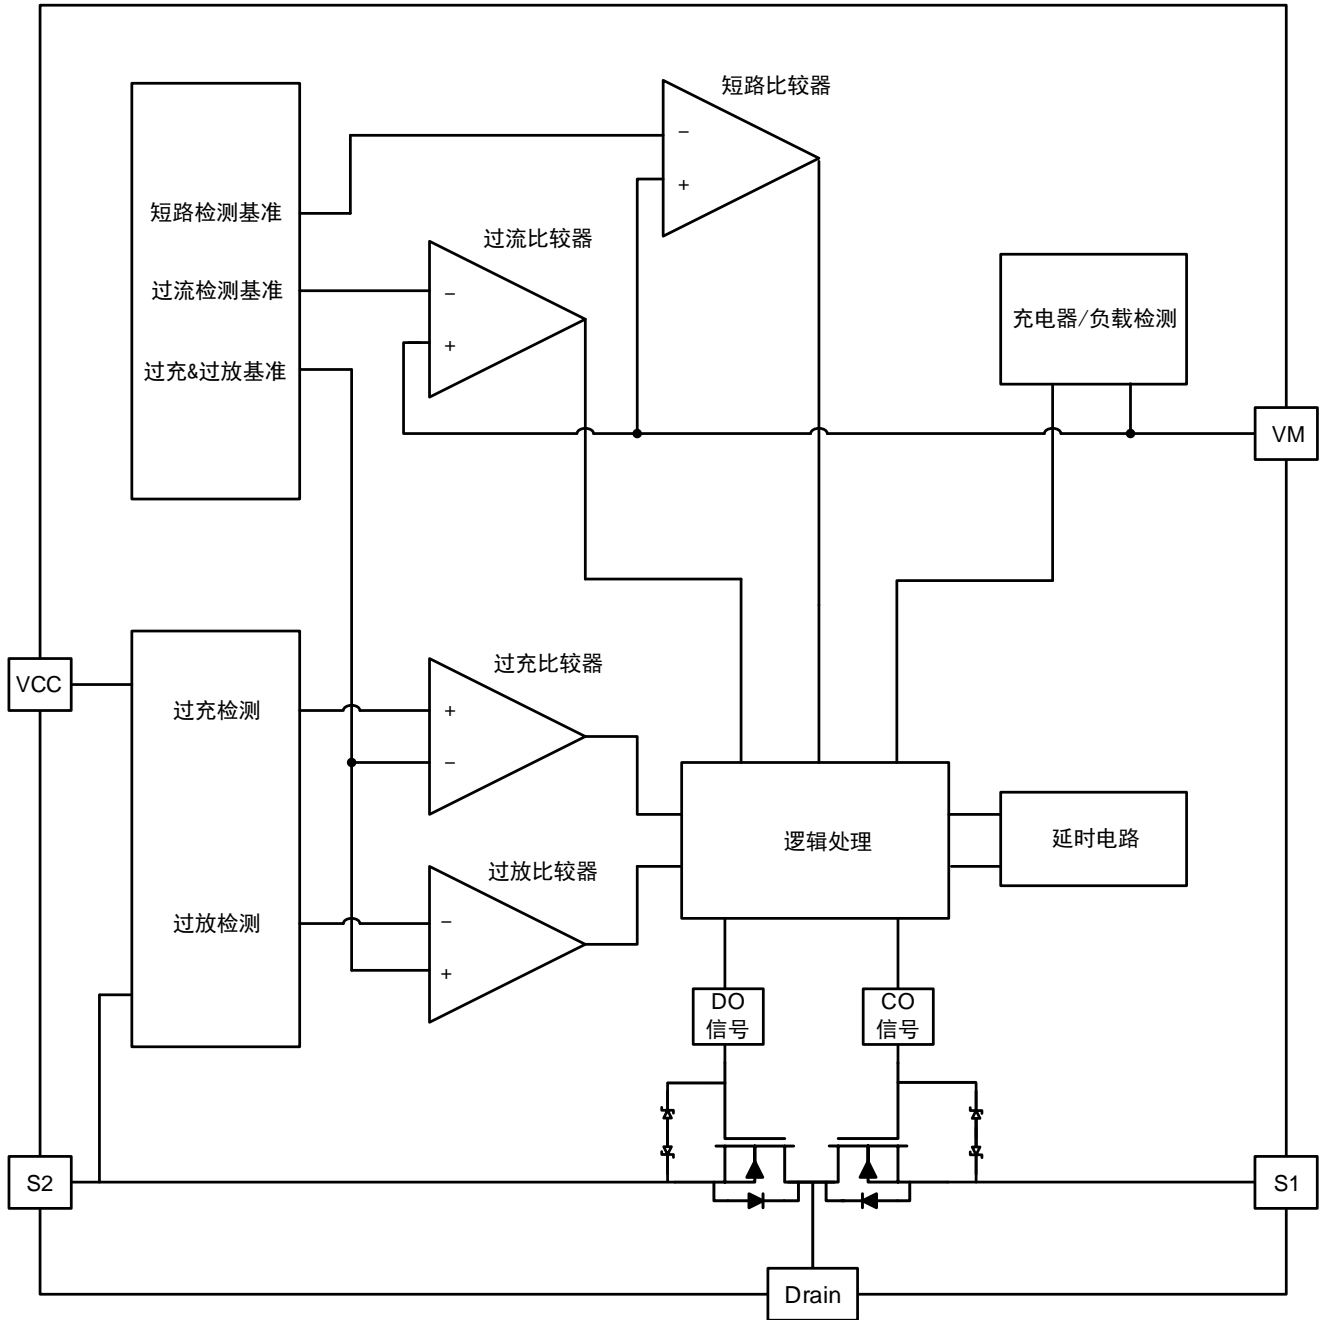 短路比较器
−
+
短路检测基准
过流比较器
过流检测基准
−
+
充电器/负载检测
过充&过放基准
VM
过充比较器
VCC
过充检测
+
−
逻辑处理
延时电路
过放比较器
过放检测
−
+
DO
信号
CO
信号
S2
S1
Drain